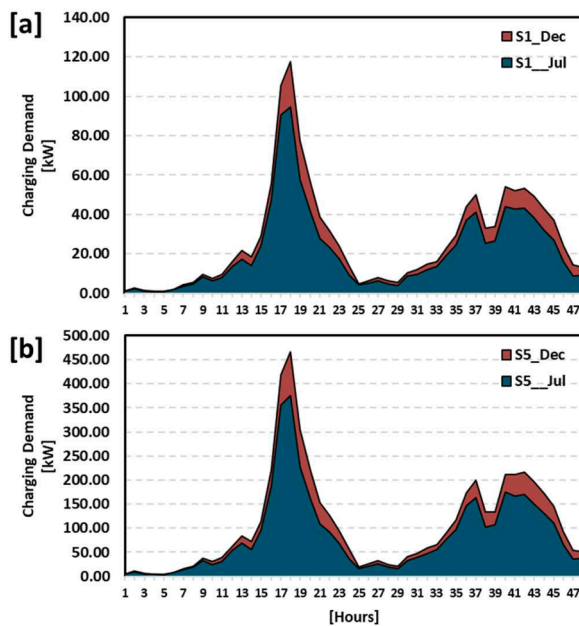 [a]
140.00
120.00
100.00
80.00
60.00
40.00
20.00
0.00
Charging Demand
[kW]
S1_Dec
S1__Jul
1 3 5 7 9 11 13 15 17 19 21 23 25 27 29 31 33 35 37 39 41 43 45 47
[b]
500.00
450.00
400.00
350.00
300.00
250.00
200.00
150.00
100.00
50.00
0.00
Charging Demand
[kW]
S5_Dec
S5__Jul
1 3 5 7 9 11 13 15 17 19 21 23 25 27 29 31 33 35 37 39 41 43 45 47
[Hours]